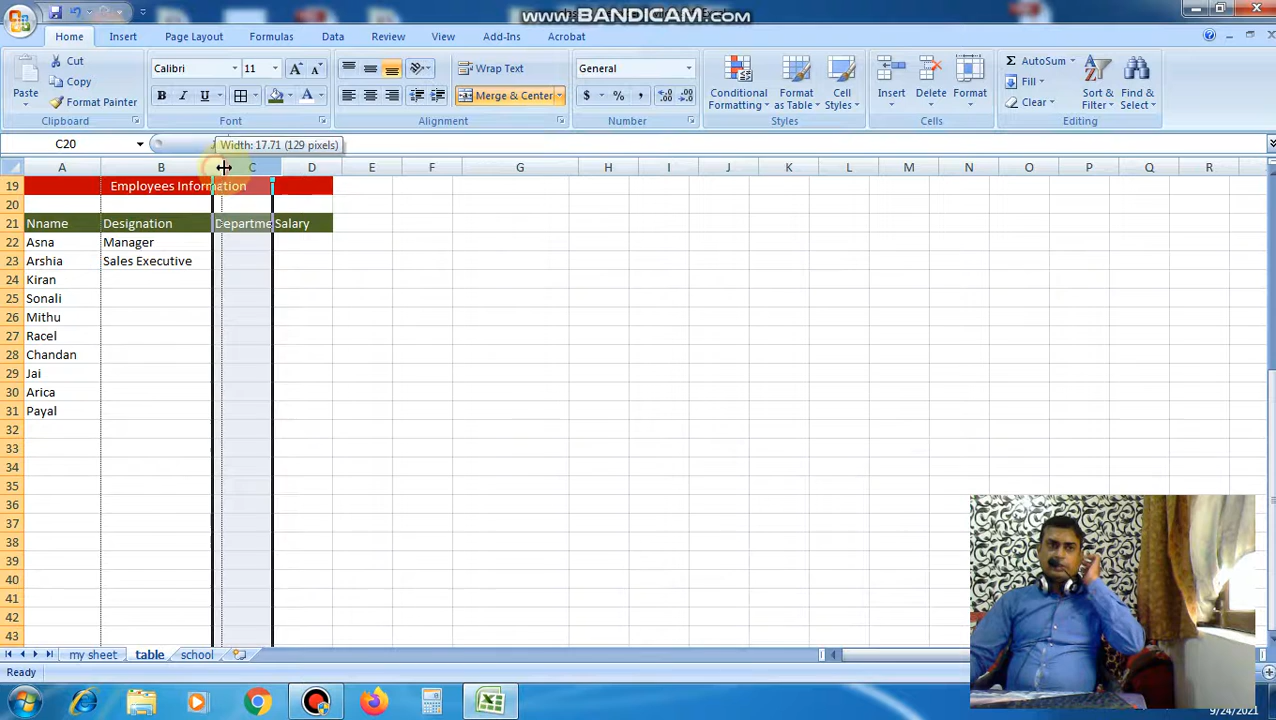 www.BANDICAM.com
Home Insert Page Layout Formulas Data Review View Add-Ins Acrobat
Paste
Cut
Copy
Format Painter
Clipboard
Calibri 11
B I U
Font
Wrap Text
Merge & Center
Alignment
General
$ % ,
Number
Conditional Formatting
Format as Table
Cell Styles
Styles
Insert
Delete
Format
Cells
Σ AutoSum
Fill
Clear
Sort & Filter
Find & Select
Editing
C20
Width: 17.71 (129 pixels)
A B C D E F G H I J K L M N O P Q R
19 Employees Information
20
21 Nname Designation Departme Salary
22 Asna Manager
23 Arshia Sales Executive
24 Kiran
25 Sonali
26 Mithu
27 Racel
28 Chandan
29 Jai
30 Arica
31 Payal
32
33
34
35
36
37
38
39
40
41
42
43
my sheet table school
Ready
9/24/2021